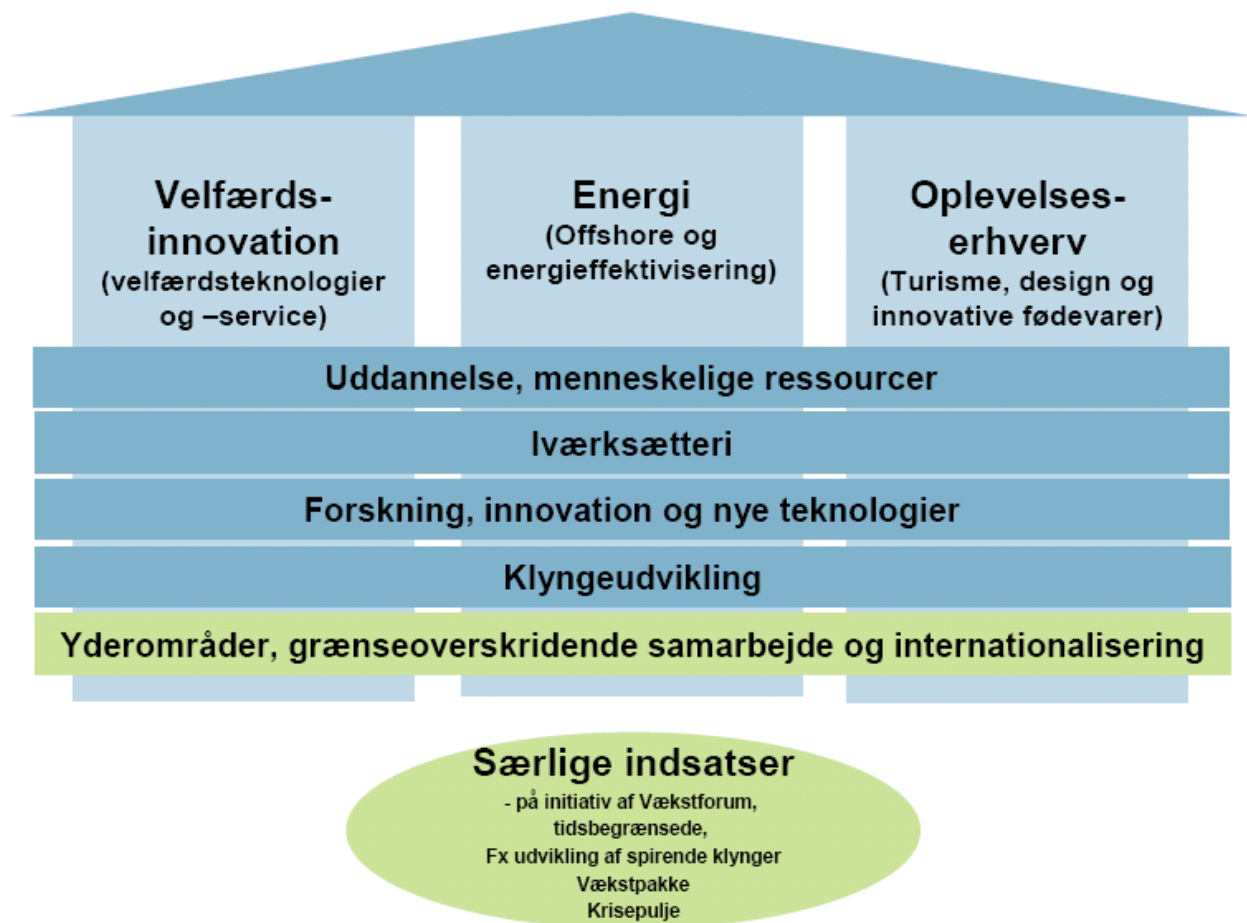 Velfærds-
innovation
(velfærdsteknologier
og –service)
Energi
(Offshore og
energieffektivisering)
Oplevelses-
erhverv
(Turisme, design og
innovative fødevarer)
Uddannelse, menneskelige ressourcer
Iværksætteri
Forskning, innovation og nye teknologier
Klyngeudvikling
Yderområder, grænseoverskridende samarbejde og internationalisering
Særlige indsatser
- på initiativ af Vækstforum,
tidsbegrænsede,
Fx udvikling af spirende klynger
Vækstpakke
Krisepulje